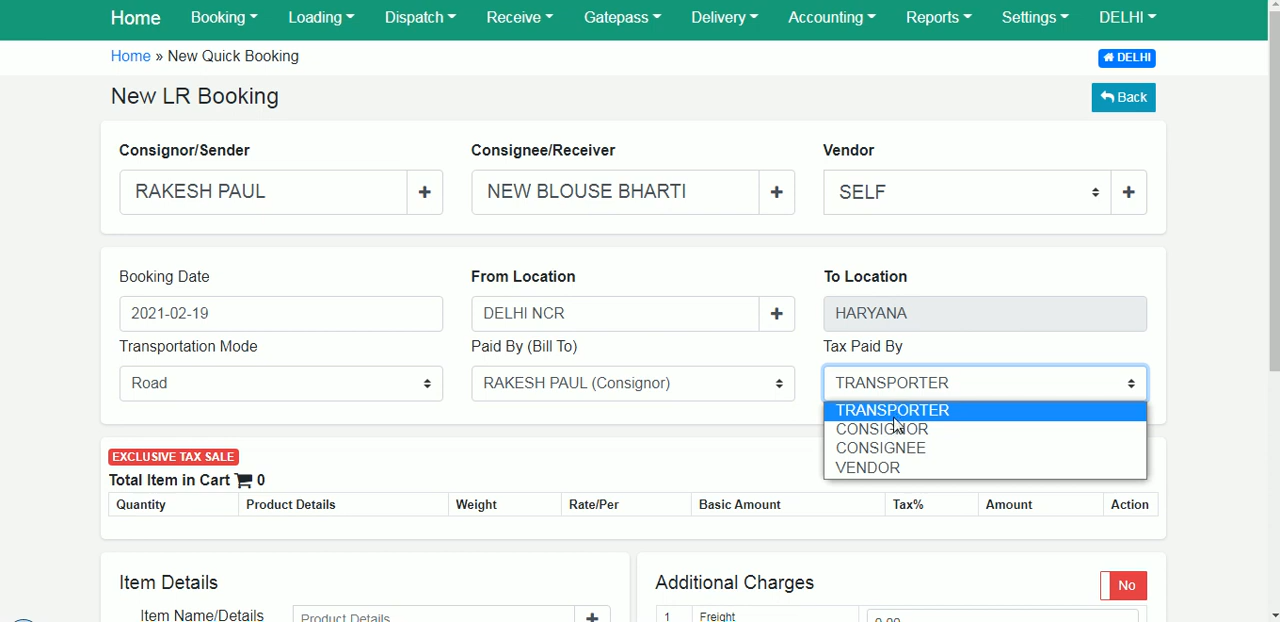 Home Booking Loading Dispatch Receive Gatepass Delivery Accounting Reports Settings DELHI
Home » New Quick Booking DELHI
New LR Booking Back
Consignor/Sender Consignee/Receiver Vendor
RAKESH PAUL + NEW BLOUSE BHARTI + SELF +
Booking Date From Location To Location
2021-02-19 DELHI NCR + HARYANA
Transportation Mode Paid By (Bill To) Tax Paid By
Road RAKESH PAUL (Consignor) TRANSPORTER
TRANSPORTER
CONSIGNOR
CONSIGNEE
VENDOR
EXCLUSIVE TAX SALE
Total Item in Cart 0
Quantity Product Details Weight Rate/Per Basic Amount Tax% Amount Action
Item Details Additional Charges No
Item Name/Details Product Details + 1 Freight 0.00